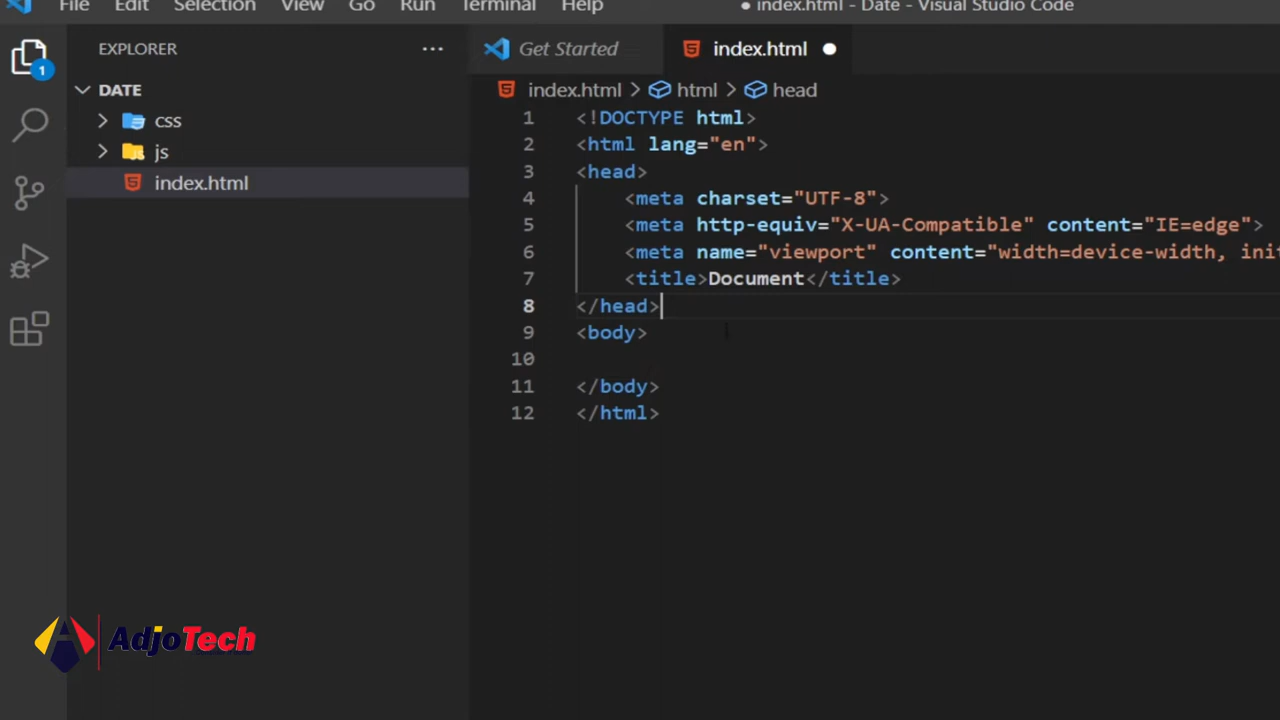 File Edit Selection View Go Run Terminal Help ● index.html - Date - Visual Studio Code
EXPLORER ...
Get Started
index.html
1
DATE
index.html > html > head
css
js
index.html
1 <!DOCTYPE html>
2 <html lang="en">
3 <head>
4 <meta charset="UTF-8">
5 <meta http-equiv="X-UA-Compatible" content="IE=edge">
6 <meta name="viewport" content="width=device-width, init
7 <title>Document</title>
8 </head>
9 <body>
10
11 </body>
12 </html>
AdjoTech